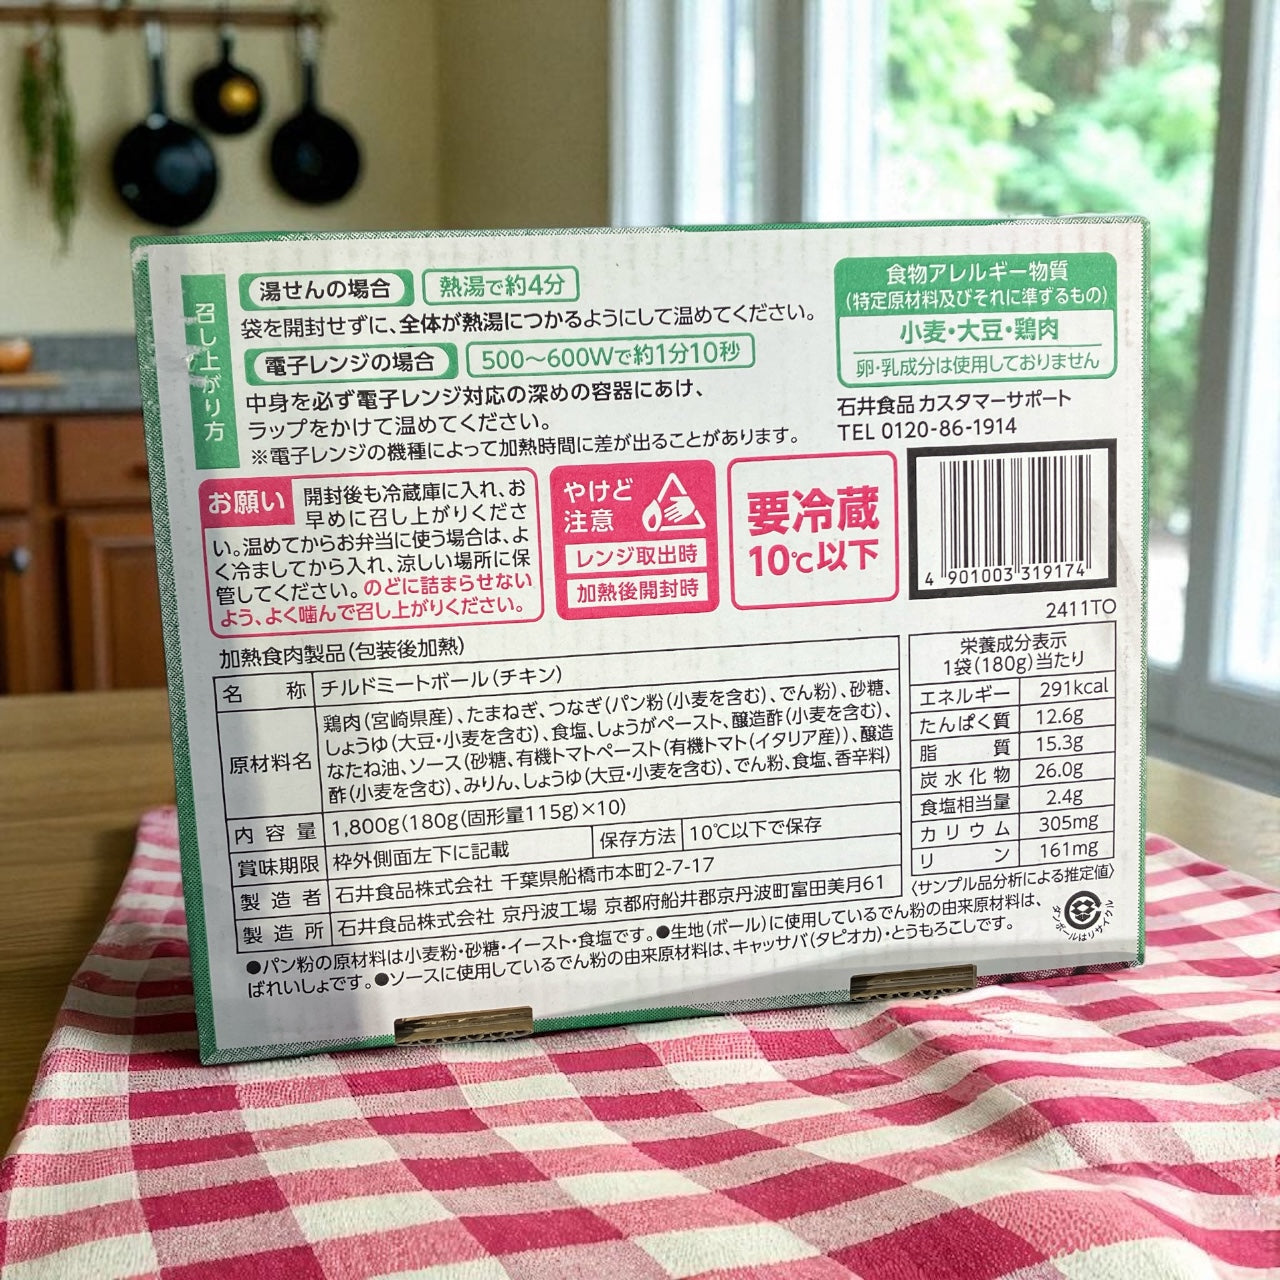 召し上がり方
湯せんの場合 熱湯で約4分
袋を開封せずに、全体が熱湯につかるようにして温めてください。
電子レンジの場合 500〜600Wで約1分10秒
中身を必ず電子レンジ対応の深めの容器にあけ、
ラップをかけて温めてください。
※電子レンジの機種によって加熱時間に差が出ることがあります。
食物アレルギー物質
(特定原材料及びそれに準ずるもの)
小麦・大豆・鶏肉
卵・乳成分は使用しておりません
石井食品 カスタマーサポート
TEL 0120-86-1914
お願い 開封後も冷蔵庫に入れ、お
早めに召し上がりくださ
い。温めてからお弁当に使う場合は、よ
く冷ましてから入れ、涼しい場所に保
管してください。のどに詰まらせない
よう、よく噛んで召し上がりください。
やけど
注意
レンジ取出時
加熱後開封時
要冷蔵
10℃以下
4 901003 319174
2411TO
加熱食肉製品(包装後加熱)
名称 チルドミートボール(チキン)
原材料名 鶏肉(宮崎県産)、たまねぎ、つなぎ(パン粉(小麦を含む)、でん粉)、砂糖、
しょうゆ(大豆・小麦を含む)、食塩、しょうがペースト、醸造酢(小麦を含む)、
なたね油、ソース(砂糖、有機トマトペースト(有機トマト(イタリア産))、醸造
酢(小麦を含む)、みりん、しょうゆ(大豆・小麦を含む)、でん粉、食塩、香辛料)
内容量 1,800g(180g(固形量115g)×10)
賞味期限 枠外側面左下に記載 保存方法 10℃以下で保存
製造者 石井食品株式会社 千葉県船橋市本町2-7-17
製造所 石井食品株式会社 京丹波工場 京都府船井郡京丹波町富田美月61
●パン粉の原材料は小麦粉・砂糖・イースト・食塩です。●生地(ボール)に使用しているでん粉の由来原材料は、
ばれいしょです。●ソースに使用しているでん粉の由来原材料は、キャッサバ(タピオカ)・とうもろこしです。
栄養成分表示
1袋(180g)当たり
エネルギー 291kcal
たんぱく質 12.6g
脂質 15.3g
炭水化物 26.0g
食塩相当量 2.4g
カリウム 305mg
リン 161mg
〈サンプル品分析による推定値〉
ダンボールはリサイクル